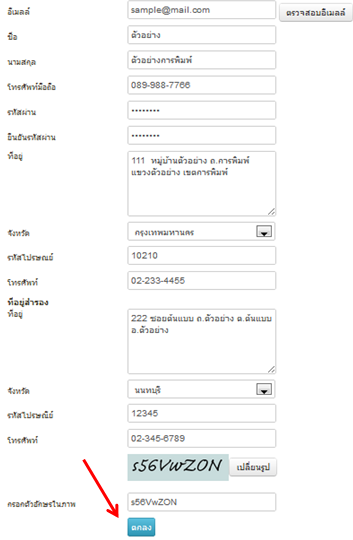 อีเมลล์ sample@mail.com ตรวจสอบอีเมลล์
ชื่อ ตัวอย่าง
นามสกุล ตัวอย่างการพิมพ์
โทรศัพท์มือถือ 089-988-7766
รหัสผ่าน ••••••••
ยืนยันรหัสผ่าน ••••••••
ที่อยู่ 111 หมู่บ้านตัวอย่าง ถ.การพิมพ์
แขวงตัวอย่าง เขตการพิมพ์
จังหวัด กรุงเทพมหานคร
รหัสไปรษณีย์ 10210
โทรศัพท์ 02-233-4455
ที่อยู่สำรอง
ที่อยู่ 222 ซอยต้นแบบ ถ.ตัวอย่าง ต.ต้นแบบ
อ.ตัวอย่าง
จังหวัด นนทบุรี
รหัสไปรษณีย์ 12345
โทรศัพท์ 02-345-6789
s56VwZON เปลี่ยนรูป
กรอกตัวอักษรในภาพ s56VwZON
ตกลง